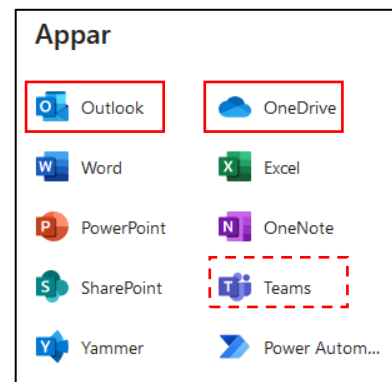 Appar
Outlook OneDrive
Word Excel
PowerPoint OneNote
SharePoint Teams
Yammer Power Autom...